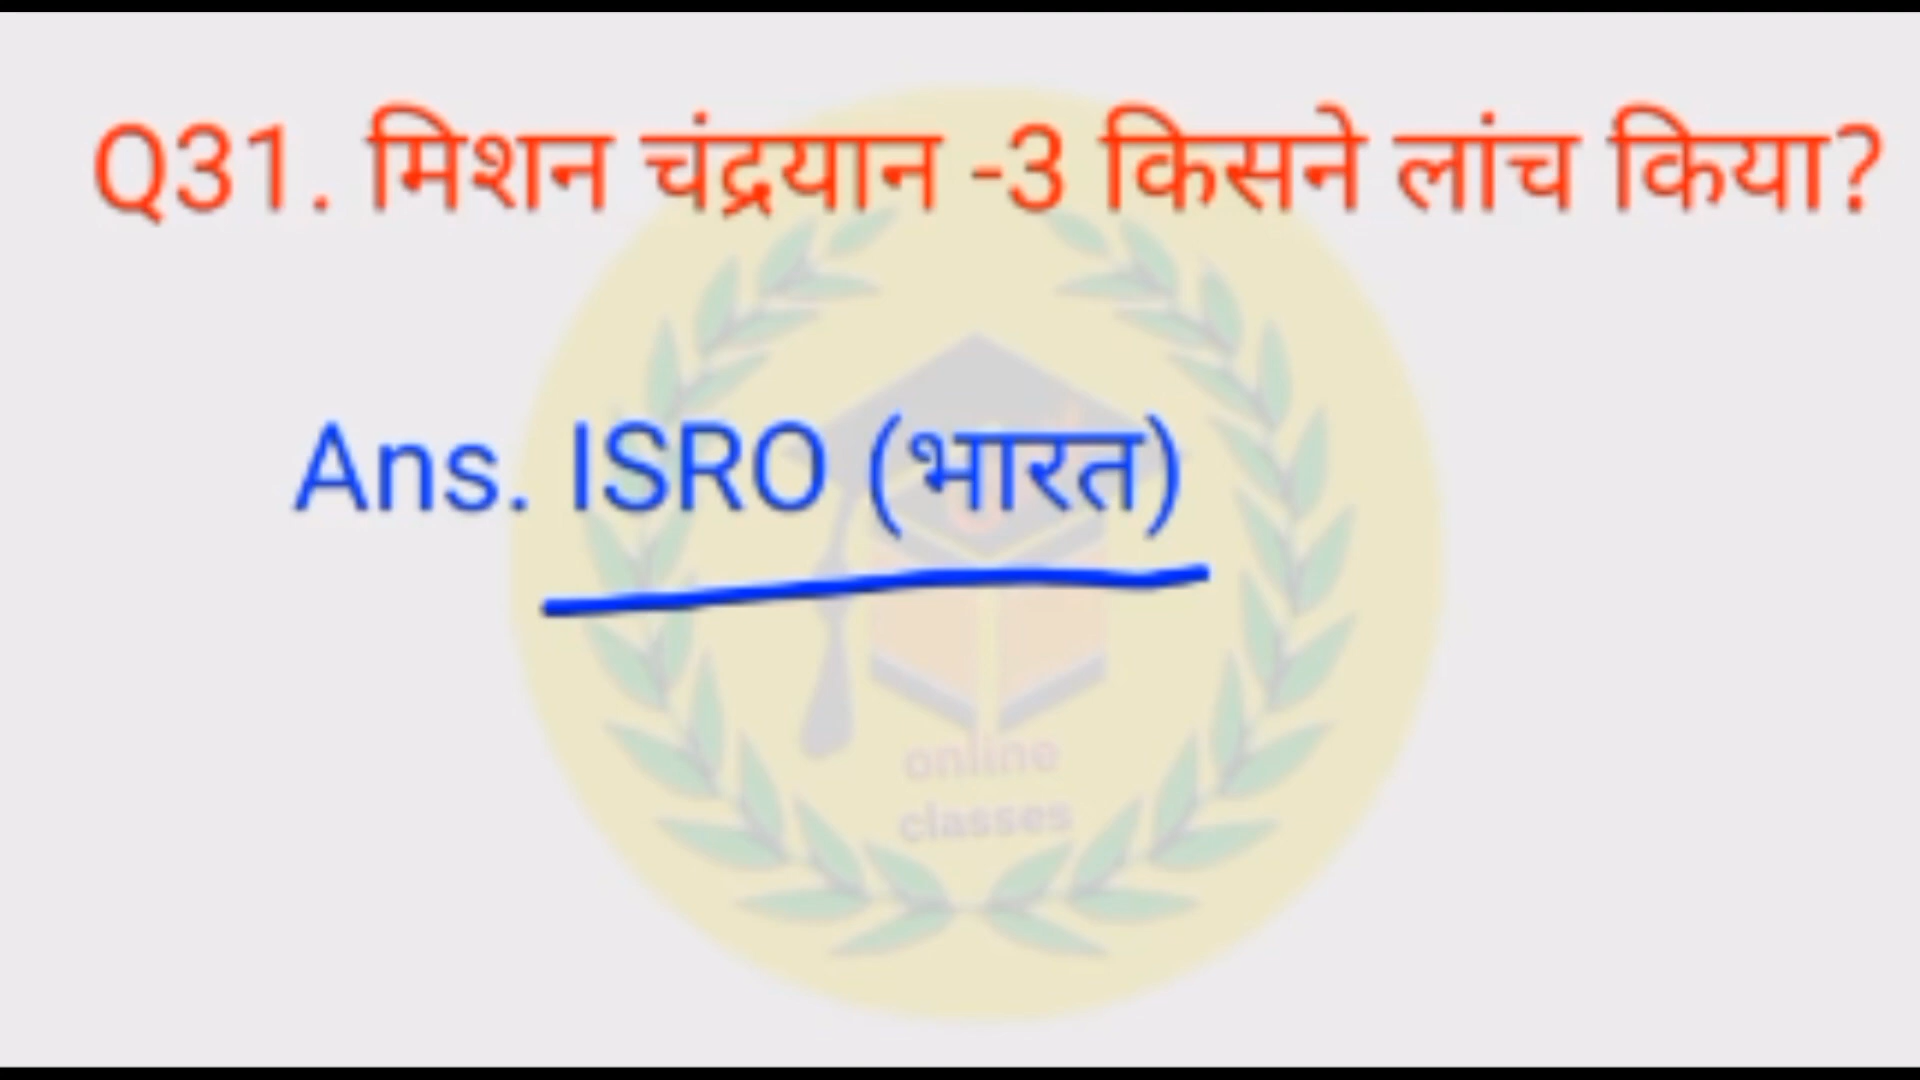 Q31. मिशन चंद्रयान -3 किसने लांच किया?
Ans. ISRO (भारत)
online
classes